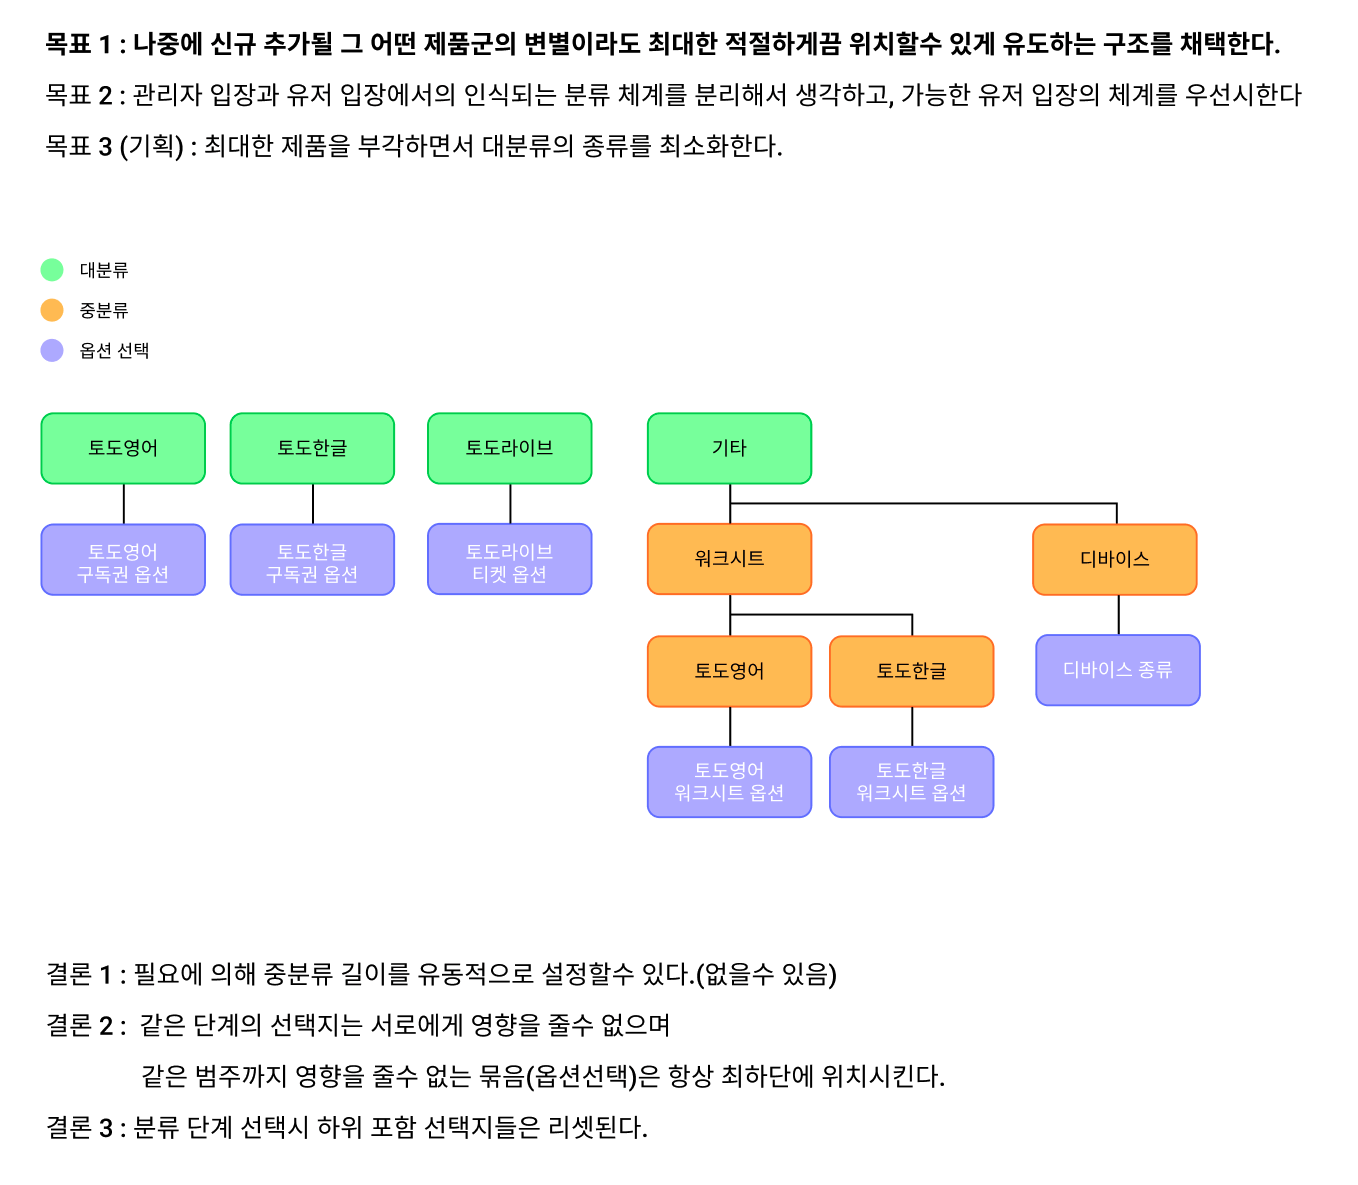 목표 1 : 나중에 신규 추가될 그 어떤 제품군의 변별이라도 최대한 적절하게끔 위치할수 있게 유도하는 구조를 채택한다.
목표 2 : 관리자 입장과 유저 입장에서의 인식되는 분류 체계를 분리해서 생각하고, 가능한 유저 입장의 체계를 우선시한다
목표 3 (기획) : 최대한 제품을 부각하면서 대분류의 종류를 최소화한다.
대분류
중분류
옵션 선택
토도영어
토도한글
토도라이브
기타
토도영어
구독권 옵션
토도한글
구독권 옵션
토도라이브
티켓 옵션
워크시트
디바이스
토도영어
토도한글
디바이스 종류
토도영어
워크시트 옵션
토도한글
워크시트 옵션
결론 1 : 필요에 의해 중분류 길이를 유동적으로 설정할수 있다.(없을수 있음)
결론 2 : 같은 단계의 선택지는 서로에게 영향을 줄수 없으며
같은 범주까지 영향을 줄수 없는 묶음(옵션선택)은 항상 최하단에 위치시킨다.
결론 3 : 분류 단계 선택시 하위 포함 선택지들은 리셋된다.